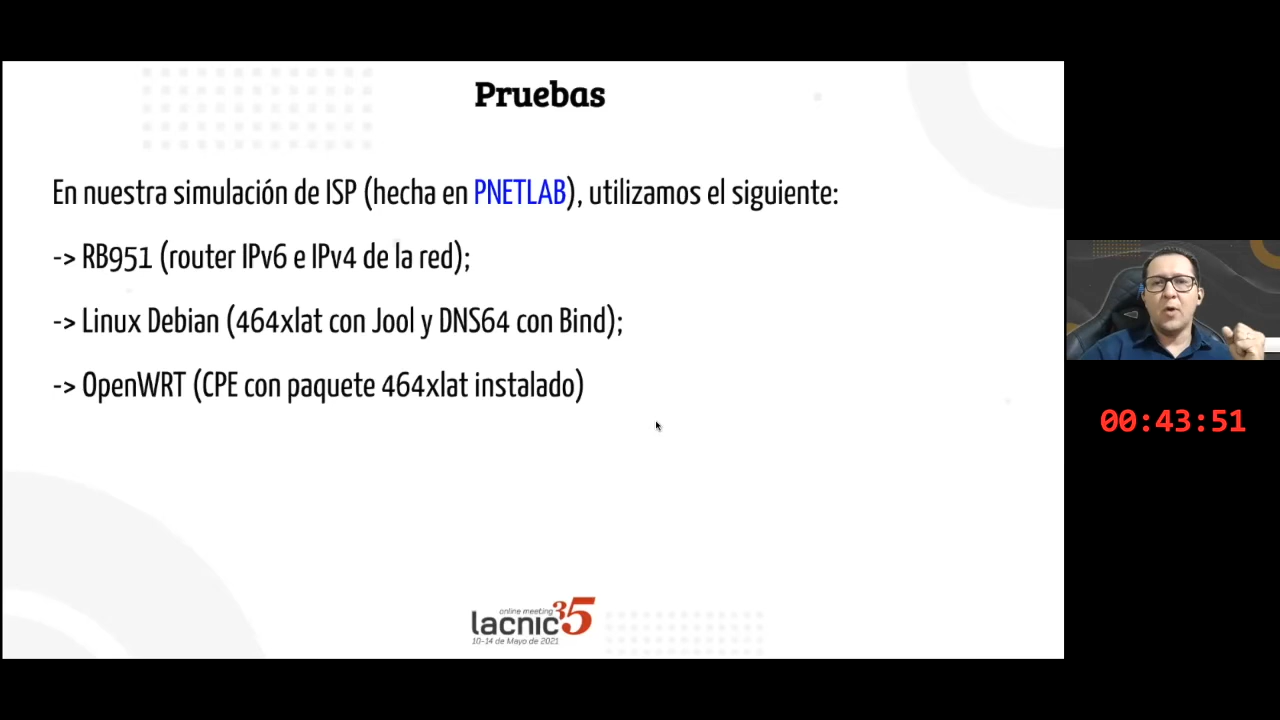 Pruebas
En nuestra simulación de ISP (hecha en PNETLAB), utilizamos el siguiente:
-> RB951 (router IPv6 e IPv4 de la red);
-> Linux Debian (464xlat con Jool y DNS64 con Bind);
-> OpenWRT (CPE con paquete 464xlat instalado)
00:43:51
online meeting
lacnic35
10-14 de Mayo de 2021